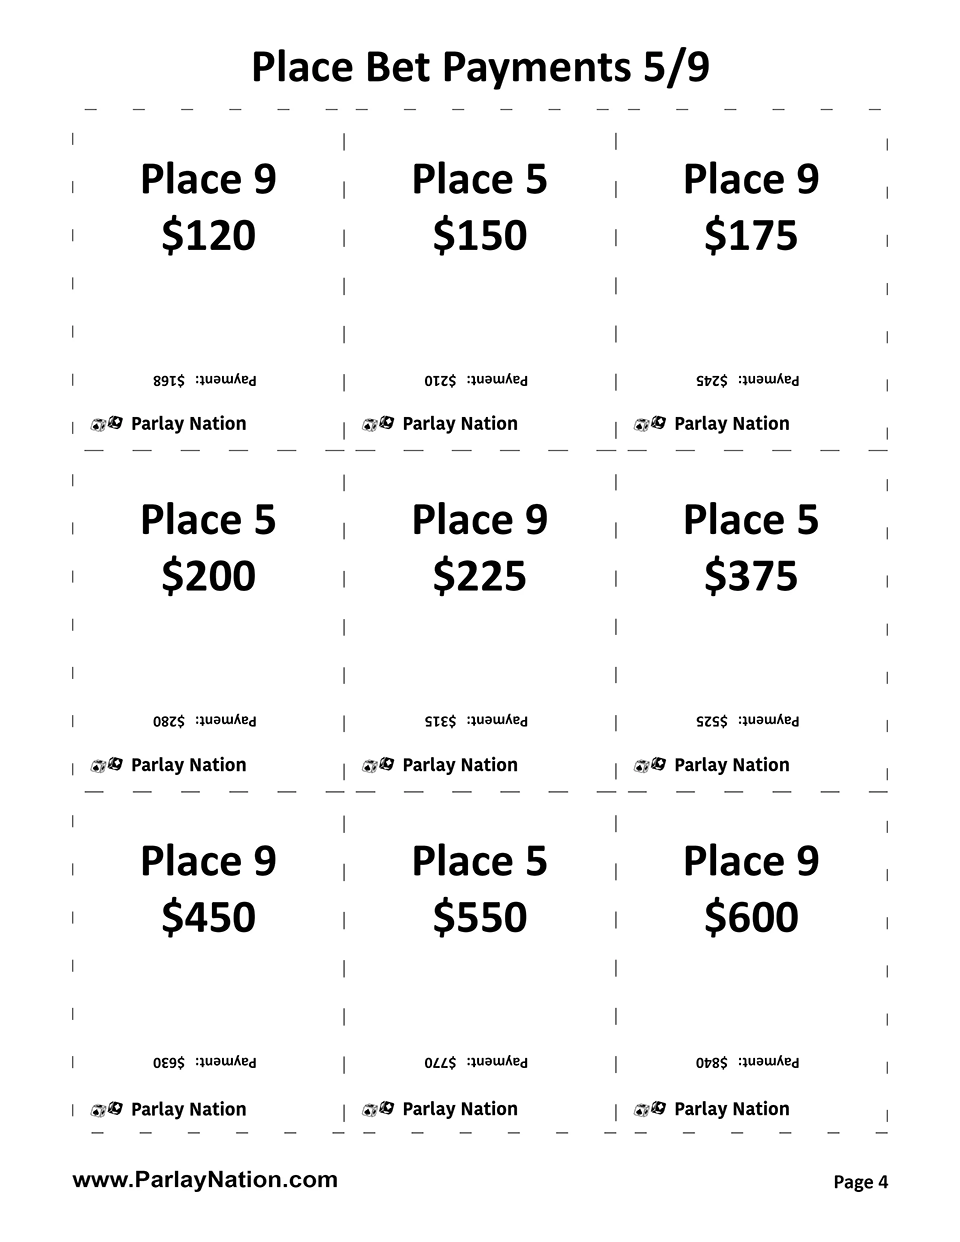 Place Bet Payments 5/9
Place 9
$120
Payment: $168
Parlay Nation
Place 5
$150
Payment: $210
Parlay Nation
Place 9
$175
Payment: $245
Parlay Nation
Place 5
$200
Payment: $280
Parlay Nation
Place 9
$225
Payment: $315
Parlay Nation
Place 5
$375
Payment: $525
Parlay Nation
Place 9
$450
Payment: $630
Parlay Nation
Place 5
$550
Payment: $770
Parlay Nation
Place 9
$600
Payment: $840
Parlay Nation
www.ParlayNation.com
Page 4